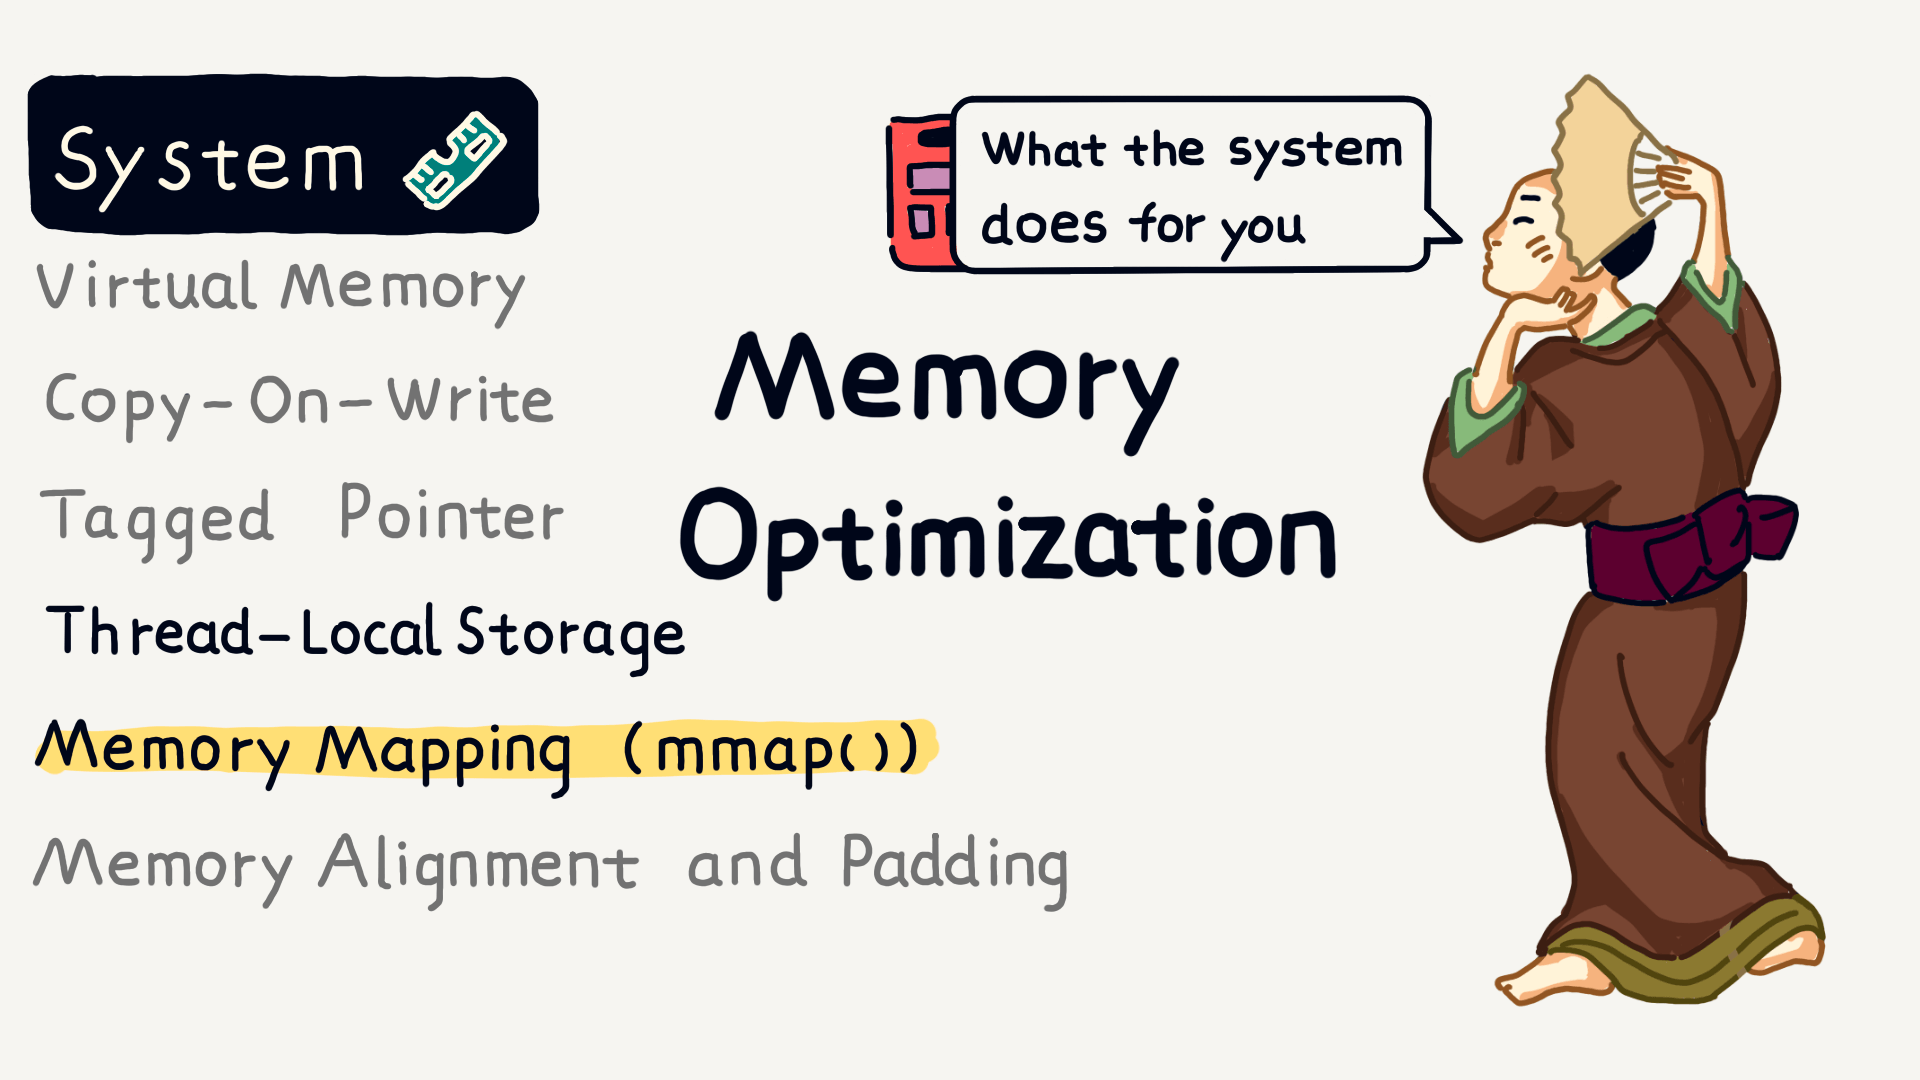 System
Virtual Memory
Copy-On-Write
Tagged Pointer
Thread-Local Storage
Memory Mapping (mmap())
Memory Alignment and Padding
What the system
does for you
Memory
Optimization